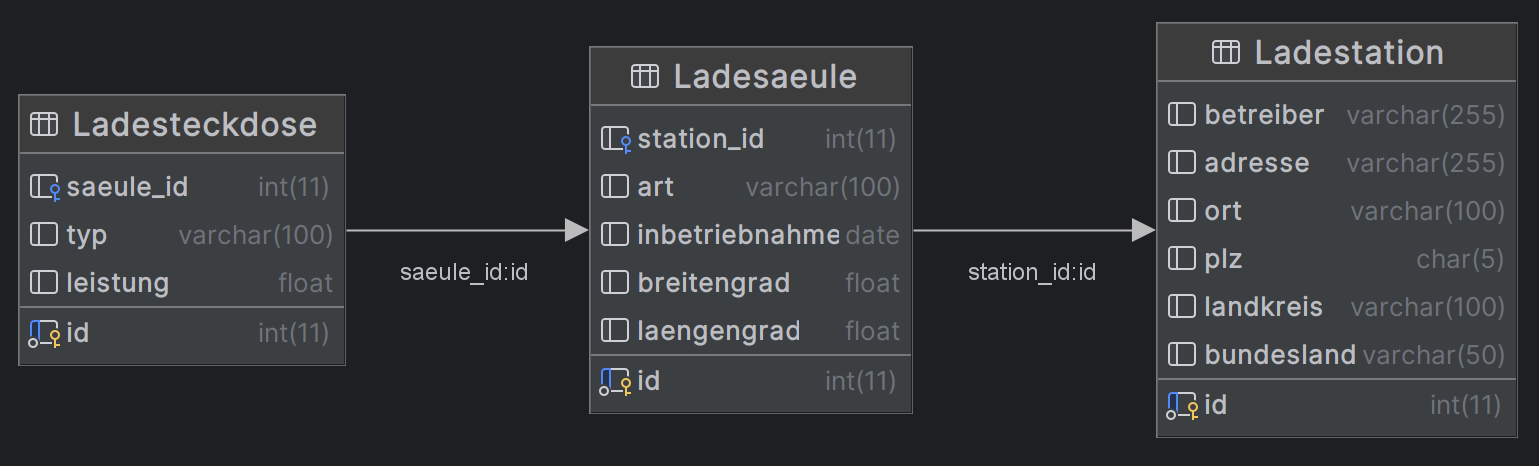 Ladesteckdose
saeule_id int(11)
typ varchar(100)
leistung float
id int(11)
saeule_id:id
Ladesaeule
station_id int(11)
art varchar(100)
inbetriebnahme date
breitengrad float
laengengrad float
id int(11)
station_id:id
Ladestation
betreiber varchar(255)
adresse varchar(255)
ort varchar(100)
plz char(5)
landkreis varchar(100)
bundesland varchar(50)
id int(11)